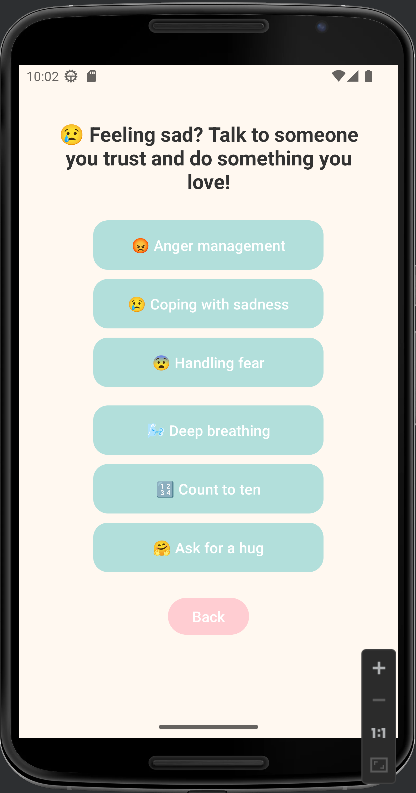 10:02
😢 Feeling sad? Talk to someone
you trust and do something you
love!
😡 Anger management
😢 Coping with sadness
😨 Handling fear
🌬️ Deep breathing
🔢 Count to ten
🤗 Ask for a hug
Back
1:1